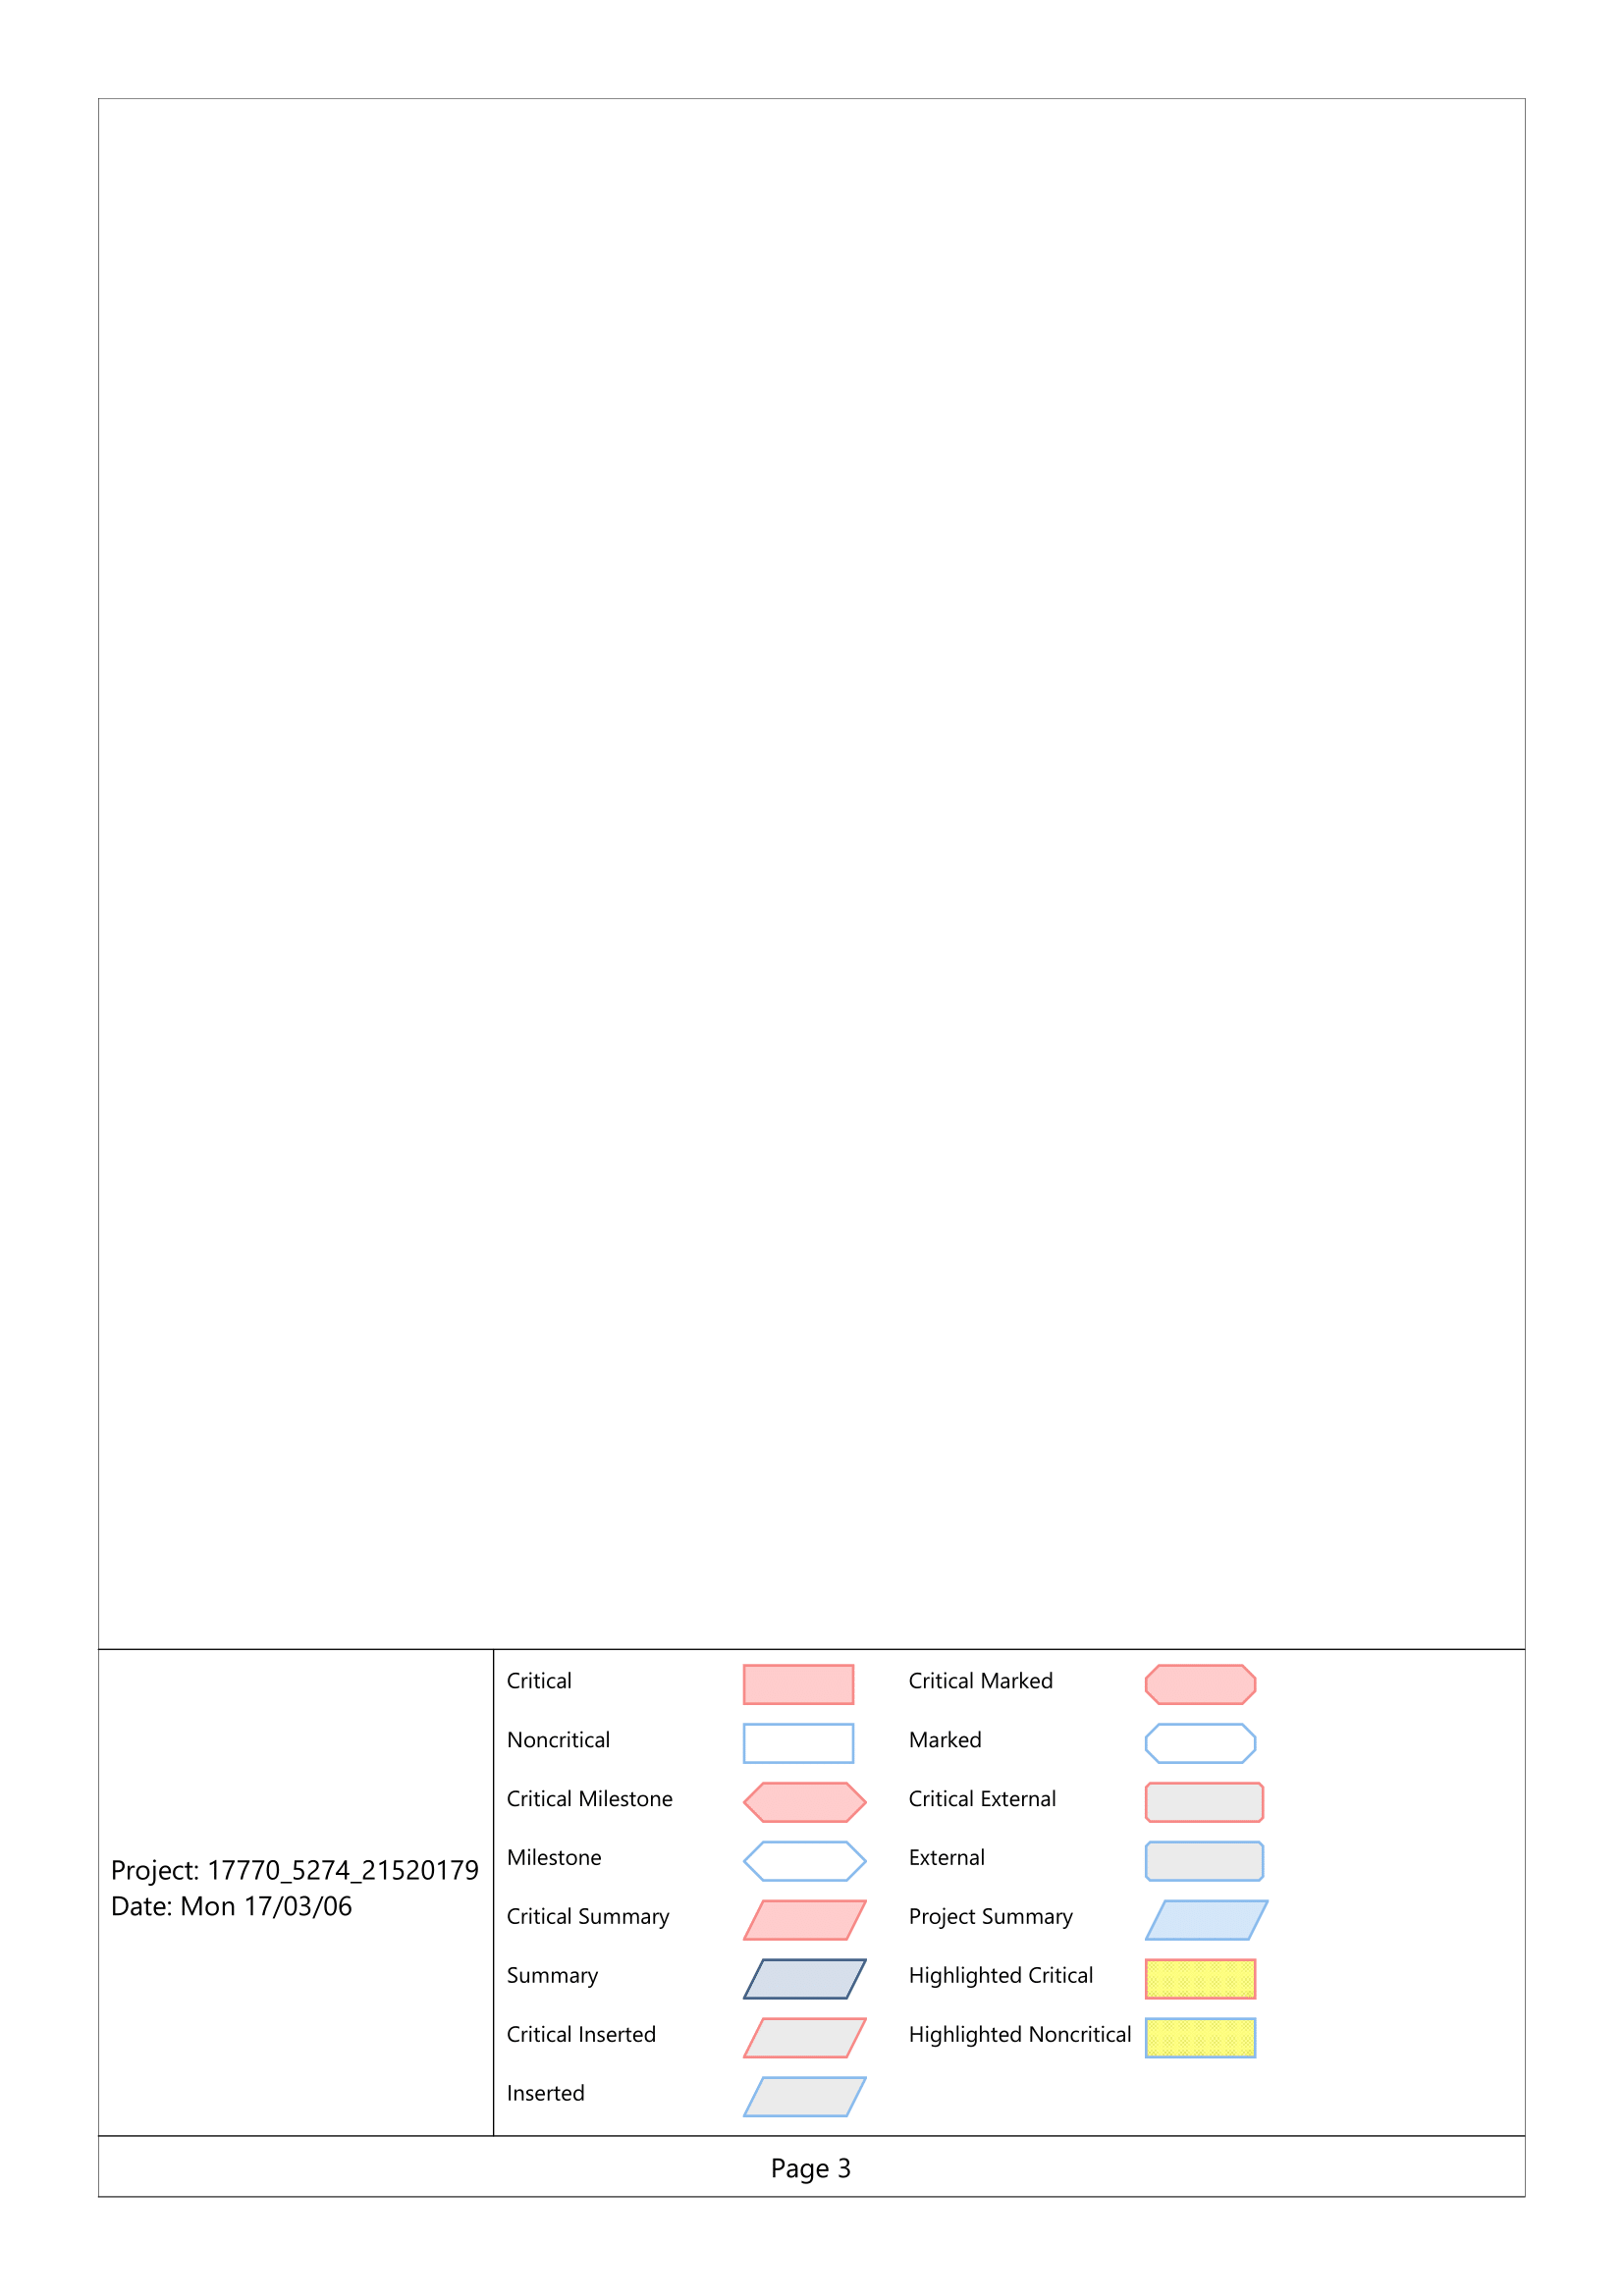 Project: 17770_5274_21520179
Date: Mon 17/03/06
Critical
Noncritical
Critical Milestone
Milestone
Critical Summary
Summary
Critical Inserted
Inserted
Critical Marked
Marked
Critical External
External
Project Summary
Highlighted Critical
Highlighted Noncritical
Page 3